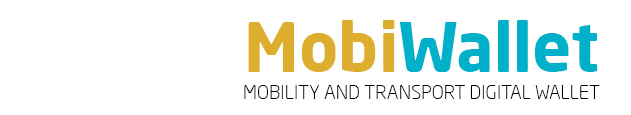 MobiWallet
MOBILITY AND TRANSPORT DIGITAL WALLET